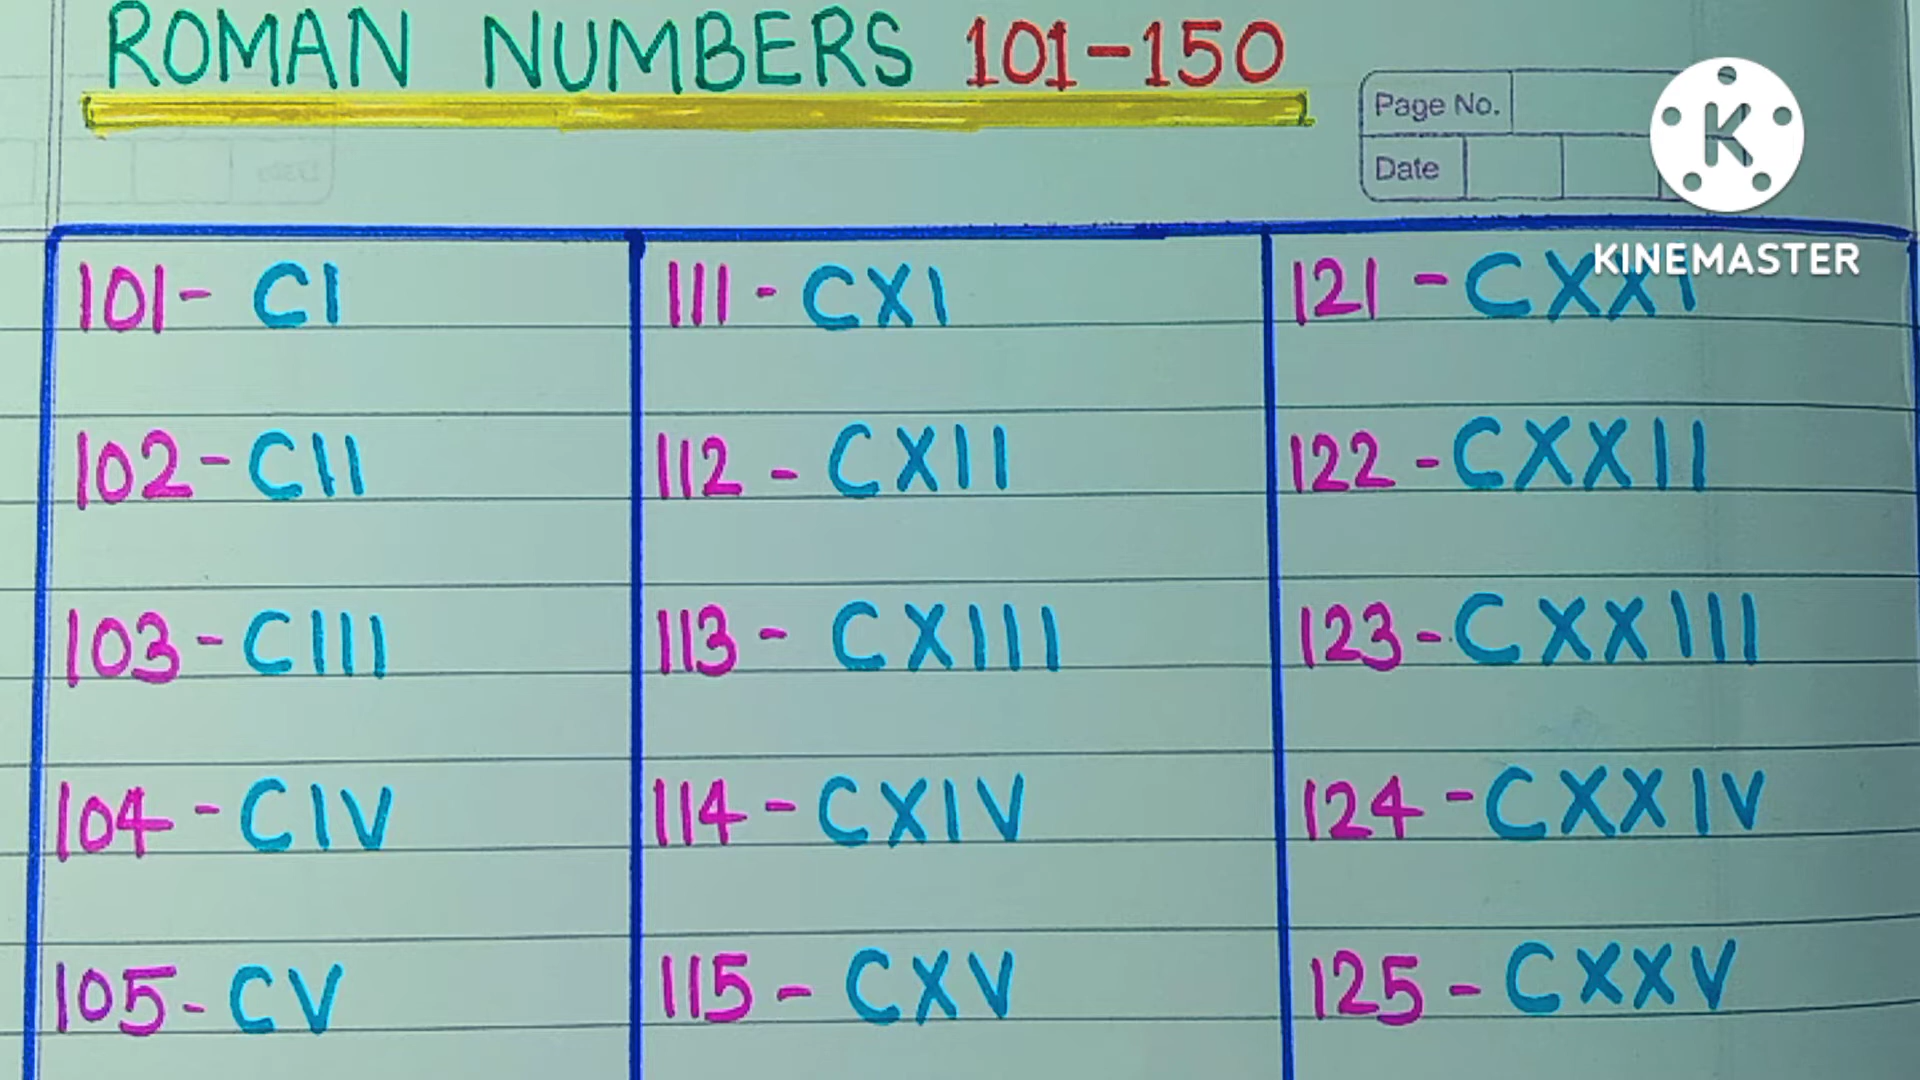 ROMAN NUMBERS 101-150
Page No.
Date
K
KINEMASTER
101- CI
111- CXI
121 - CXXI
102- CII
112 - CXII
122 - CXXII
103- CIII
113- CXIII
123- CXXIII
104 - CIV
114- CXIV
124 - CXXIV
105- CV
115 - CXV
125 - CXXV